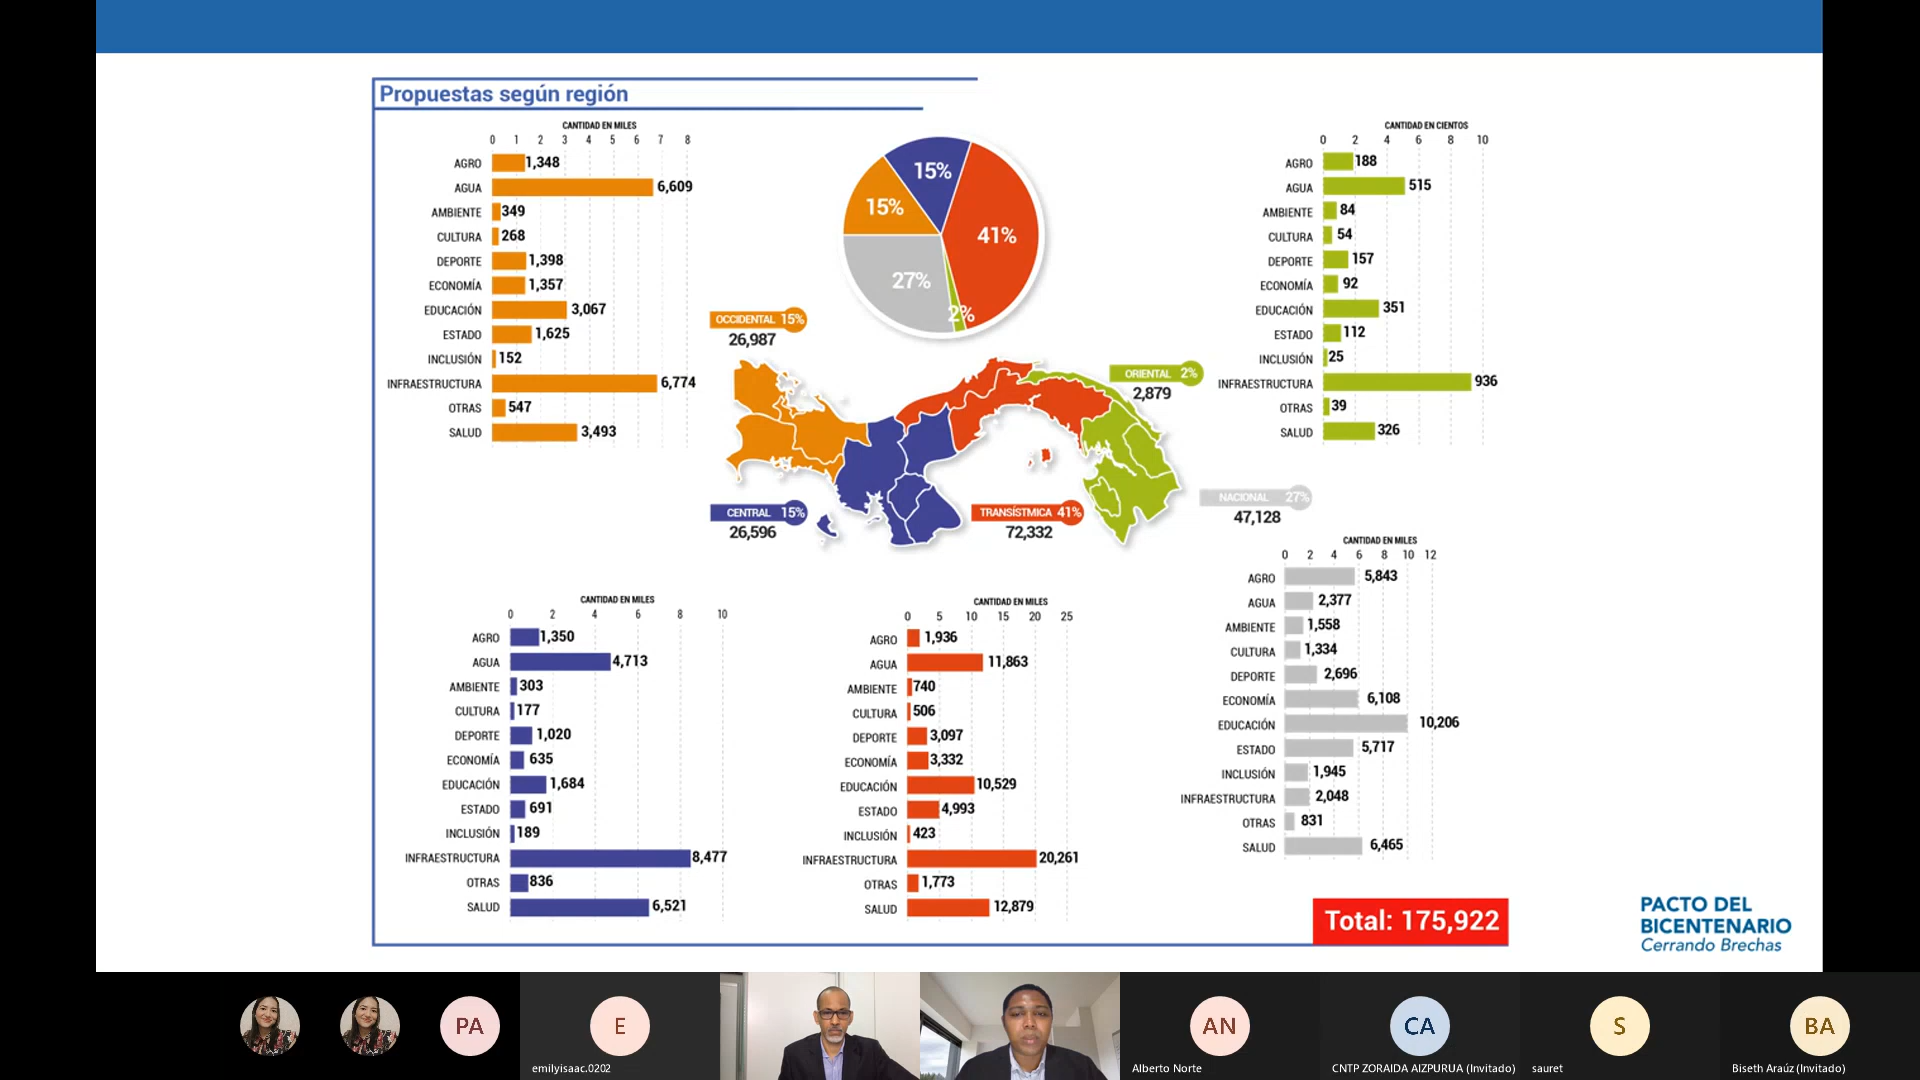 Propuestas según región
CANTIDAD EN MILES
0 1 2 3 4 5 6 7 8
AGRO 1,348
AGUA 6,609
AMBIENTE 349
CULTURA 268
DEPORTE 1,398
ECONOMÍA 1,357
EDUCACIÓN 3,067
ESTADO 1,625
INCLUSIÓN 152
INFRAESTRUCTURA 6,774
OTRAS 547
SALUD 3,493
15%
15%
41%
27%
2%
CANTIDAD EN CIENTOS
0 2 4 6 8 10
AGRO 188
AGUA 515
AMBIENTE 84
CULTURA 54
DEPORTE 157
ECONOMÍA 92
EDUCACIÓN 351
ESTADO 112
INCLUSIÓN 25
INFRAESTRUCTURA 936
OTRAS 39
SALUD 326
OCCIDENTAL 15%
26,987
ORIENTAL 2%
2,879
CENTRAL 15%
26,596
TRANSÍSTMICA 41%
72,332
NACIONAL 27%
47,128
CANTIDAD EN MILES
0 2 4 6 8 10
AGRO 1,350
AGUA 4,713
AMBIENTE 303
CULTURA 177
DEPORTE 1,020
ECONOMÍA 635
EDUCACIÓN 1,684
ESTADO 691
INCLUSIÓN 189
INFRAESTRUCTURA 8,477
OTRAS 836
SALUD 6,521
CANTIDAD EN MILES
0 5 10 15 20 25
AGRO 1,936
AGUA 11,863
AMBIENTE 740
CULTURA 506
DEPORTE 3,097
ECONOMÍA 3,332
EDUCACIÓN 10,529
ESTADO 4,993
INCLUSIÓN 423
INFRAESTRUCTURA 20,261
OTRAS 1,773
SALUD 12,879
CANTIDAD EN MILES
0 2 4 6 8 10 12
AGRO 5,843
AGUA 2,377
AMBIENTE 1,558
CULTURA 1,334
DEPORTE 2,696
ECONOMÍA 6,108
EDUCACIÓN 10,206
ESTADO 5,717
INCLUSIÓN 1,945
INFRAESTRUCTURA 2,048
OTRAS 831
SALUD 6,465
Total: 175,922
PACTO DEL
BICENTENARIO
Cerrando Brechas
PA
E
emilyisaac.0202
AN
Alberto Norte
CA
CNTP ZORAIDA AIZPURUA (Invitado)
S
sauret
BA
Biseth Araúz (Invitado)